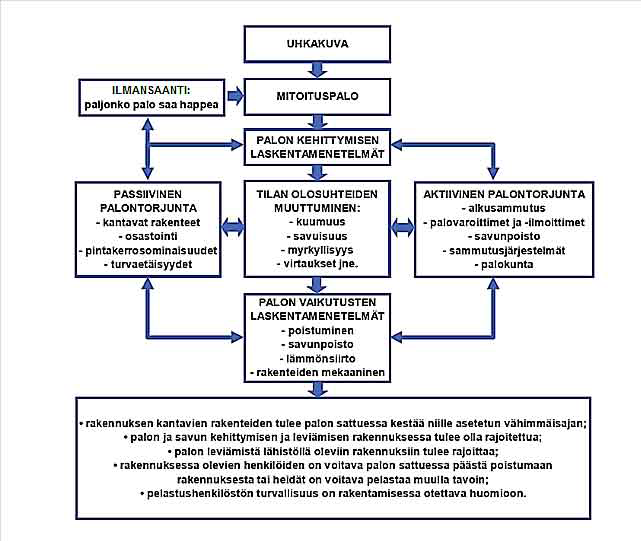 UHKAKUVA
ILMANSAANTI:
paljonko palo saa happea
MITOITUSPALO
PALON KEHITTYMISEN
LASKENTAMENETELMÄT
PASSIIVINEN
PALONTORJUNTA
- kantavat rakenteet
- osastointi
- pintakerrosominaisuudet
- turvaetäisyydet
TILAN OLOSUHTEIDEN
MUUTTUMINEN:
- kuumuus
- savuisuus
- myrkyllisyys
- virtaukset jne.
AKTIIVINEN PALONTORJUNTA
- alkusammutus
- palovaroittimet ja -ilmoittimet
- savunpoisto
- sammutusjärjestelmät
- palokunta
PALON VAIKUTUSTEN
LASKENTAMENETELMÄT
- poistuminen
- savunpoisto
- lämmönsiirto
- rakenteiden mekaaninen
• rakennuksen kantavien rakenteiden tulee palon sattuessa kestää niille asetetun vähimmäisajan;
• palon ja savun kehittymisen ja leviämisen rakennuksessa tulee olla rajoitettua;
• palon leviämistä lähistöllä oleviin rakennuksiin tulee rajoittaa;
• rakennuksessa olevien henkilöiden on voitava palon sattuessa päästä poistumaan
rakennuksesta tai heidät on voitava pelastaa muulla tavoin;
• pelastushenkilöstön turvallisuus on rakentamisessa otettava huomioon.